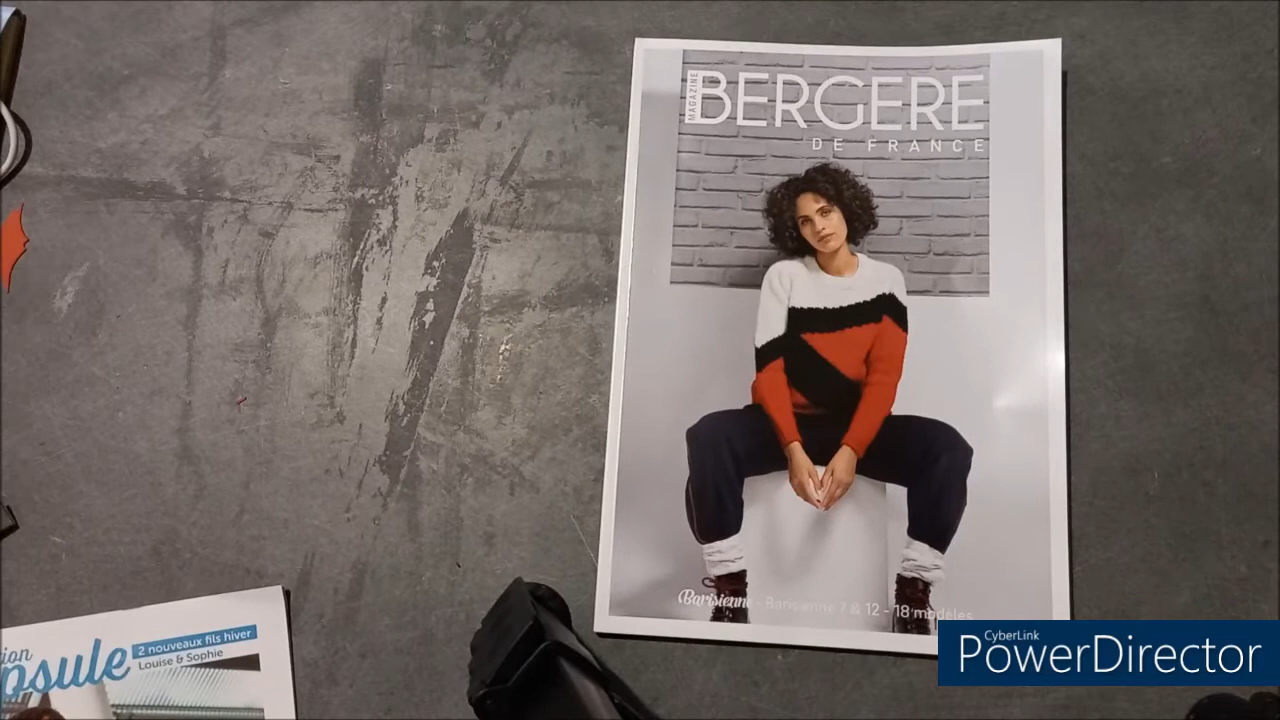 MAGAZINE
BERGERE
DE FRANCE
Barisienne - Barisienne 7 & 12 - 18 modèles
ion
psule
2 nouveaux fils hiver
Louise & Sophie
CyberLink
PowerDirector